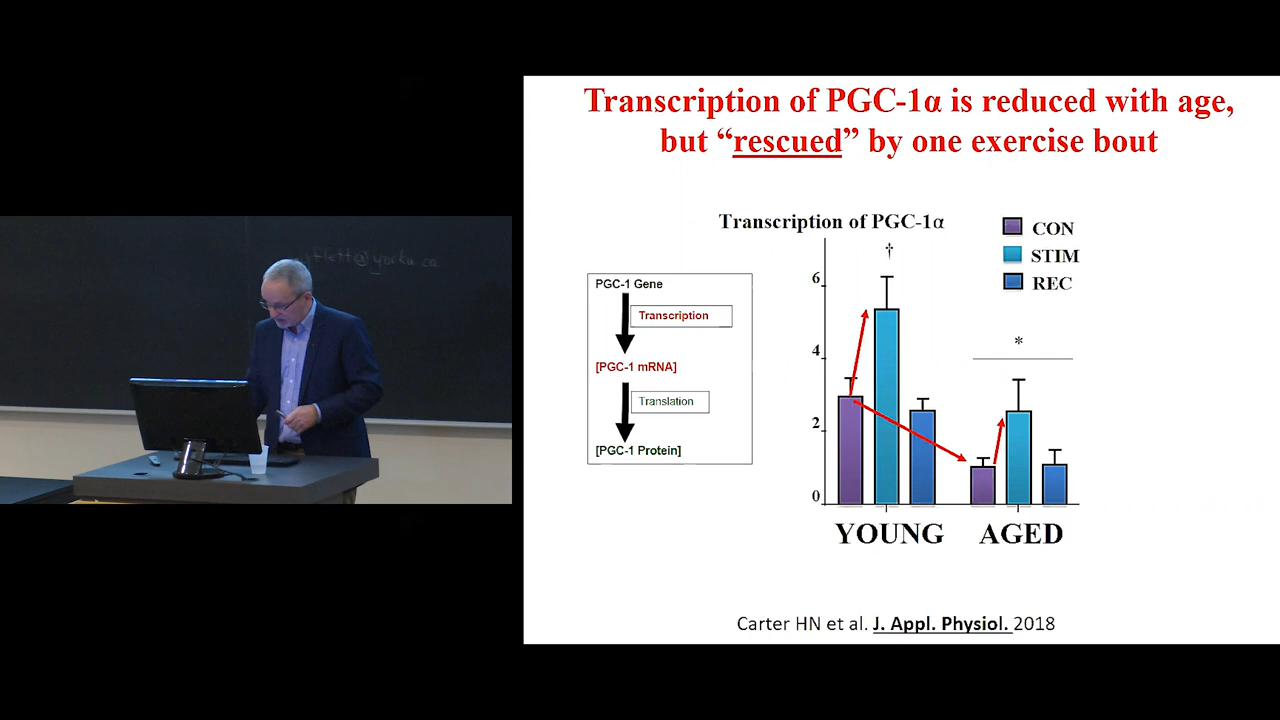 Transcription of PGC-1α is reduced with age,
but “rescued” by one exercise bout
Transcription of PGC-1α
CON
STIM
REC
†
*
6
4
2
0
YOUNG
AGED
PGC-1 Gene
Transcription
[PGC-1 mRNA]
Translation
[PGC-1 Protein]
Carter HN et al. J. Appl. Physiol. 2018